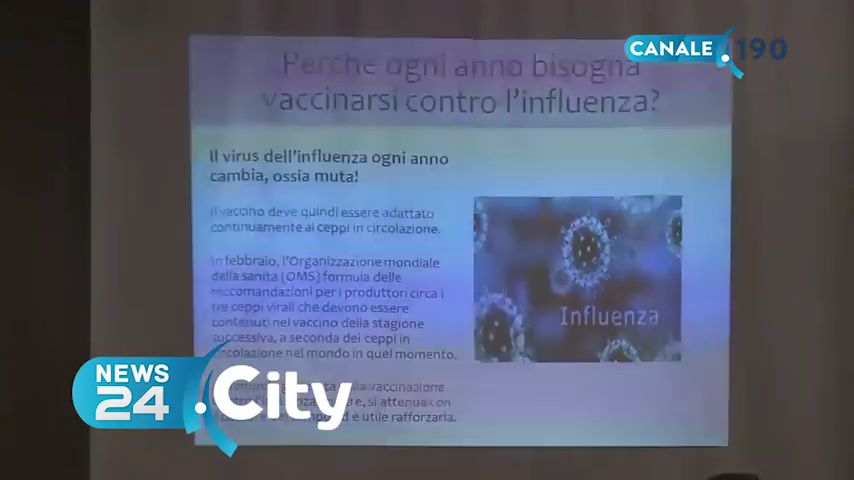 CANALE 190
Perche ogni anno bisogna
vaccinarsi contro l'influenza?
Il virus dell'influenza ogni anno
cambia, ossia muta!
Il vaccino deve quindi essere adattato
continuamente ai ceppi in circolazione.
In febbraio, l'Organizzazione mondiale
della sanita (OMS) formula delle
raccomandazioni per i produttori circa i
tre ceppi virali che devono essere
contenuti nel vaccino della stagione
successiva, a seconda dei ceppi in
circolazione nel mondo in quel momento.
vaccinazione
si attenua con
e utile rafforzarla.
Influenza
NEWS
24
.City